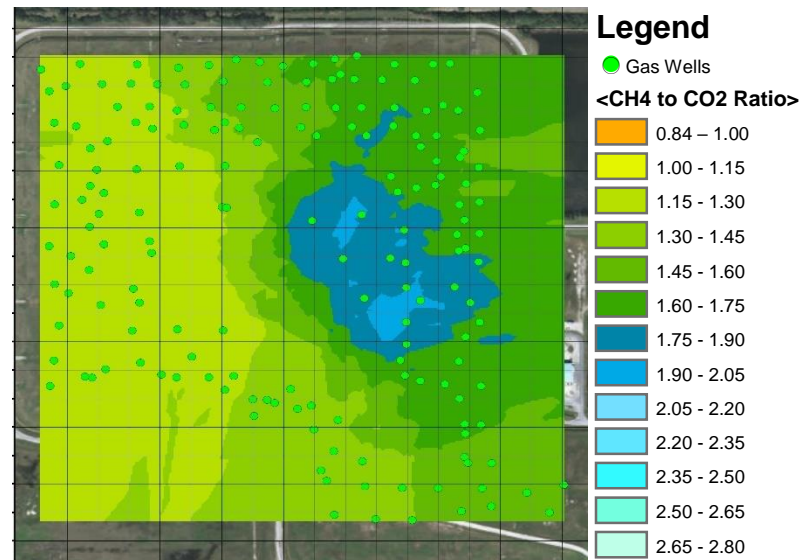 Legend
Gas Wells
<CH4 to CO2 Ratio>
0.84 – 1.00
1.00 - 1.15
1.15 - 1.30
1.30 - 1.45
1.45 - 1.60
1.60 - 1.75
1.75 - 1.90
1.90 - 2.05
2.05 - 2.20
2.20 - 2.35
2.35 - 2.50
2.50 - 2.65
2.65 - 2.80